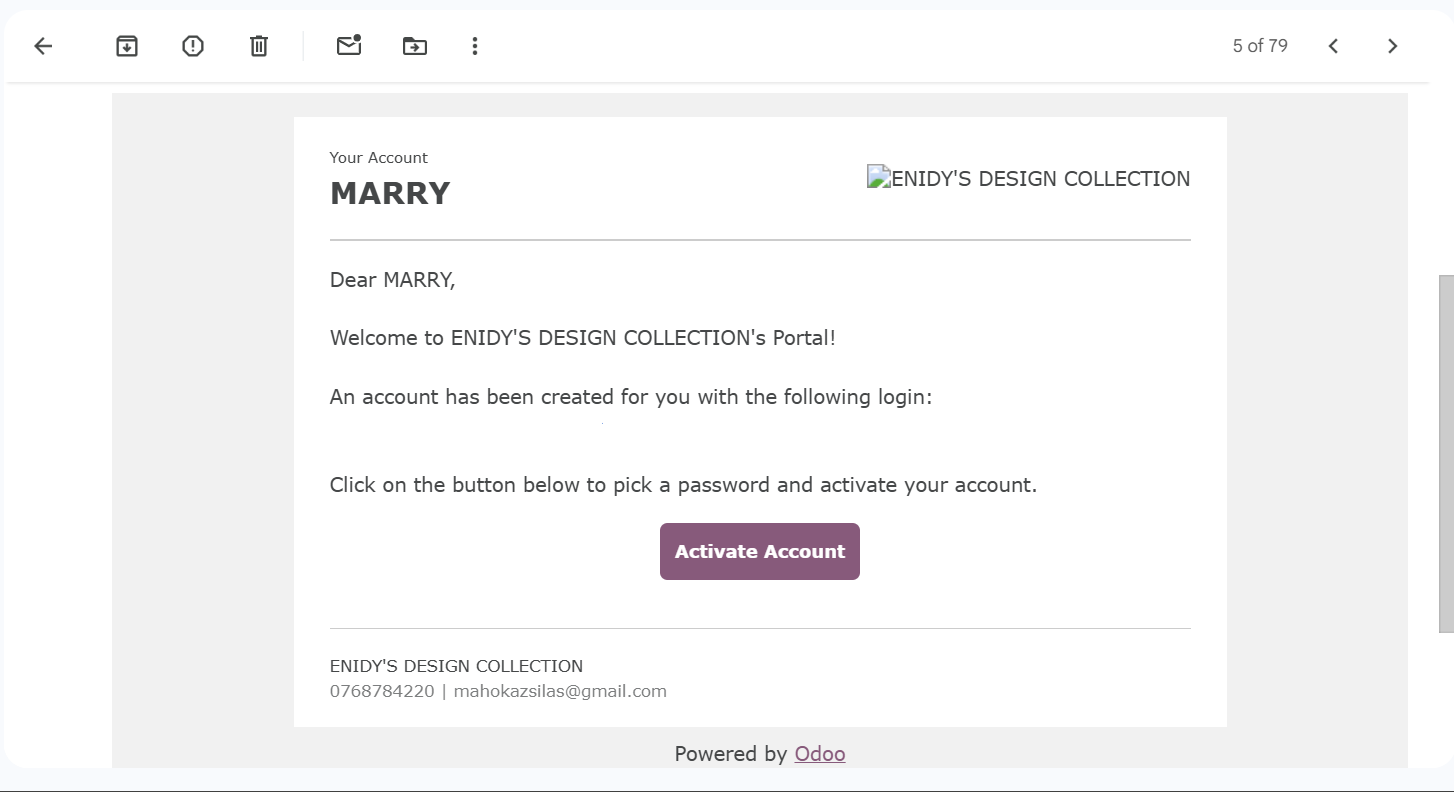 5 of 79
Your Account
MARRY
ENIDY'S DESIGN COLLECTION
Dear MARRY,
Welcome to ENIDY'S DESIGN COLLECTION's Portal!
An account has been created for you with the following login:
Click on the button below to pick a password and activate your account.
Activate Account
ENIDY'S DESIGN COLLECTION
0768784220 | mahokazsilas@gmail.com
Powered by Odoo